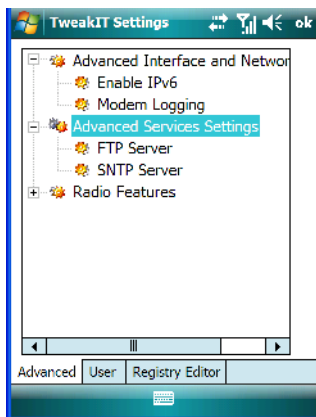 TweakIT Settings ok
Advanced Interface and Networ
Enable IPv6
Modem Logging
Advanced Services Settings
FTP Server
SNTP Server
Radio Features
Advanced User Registry Editor